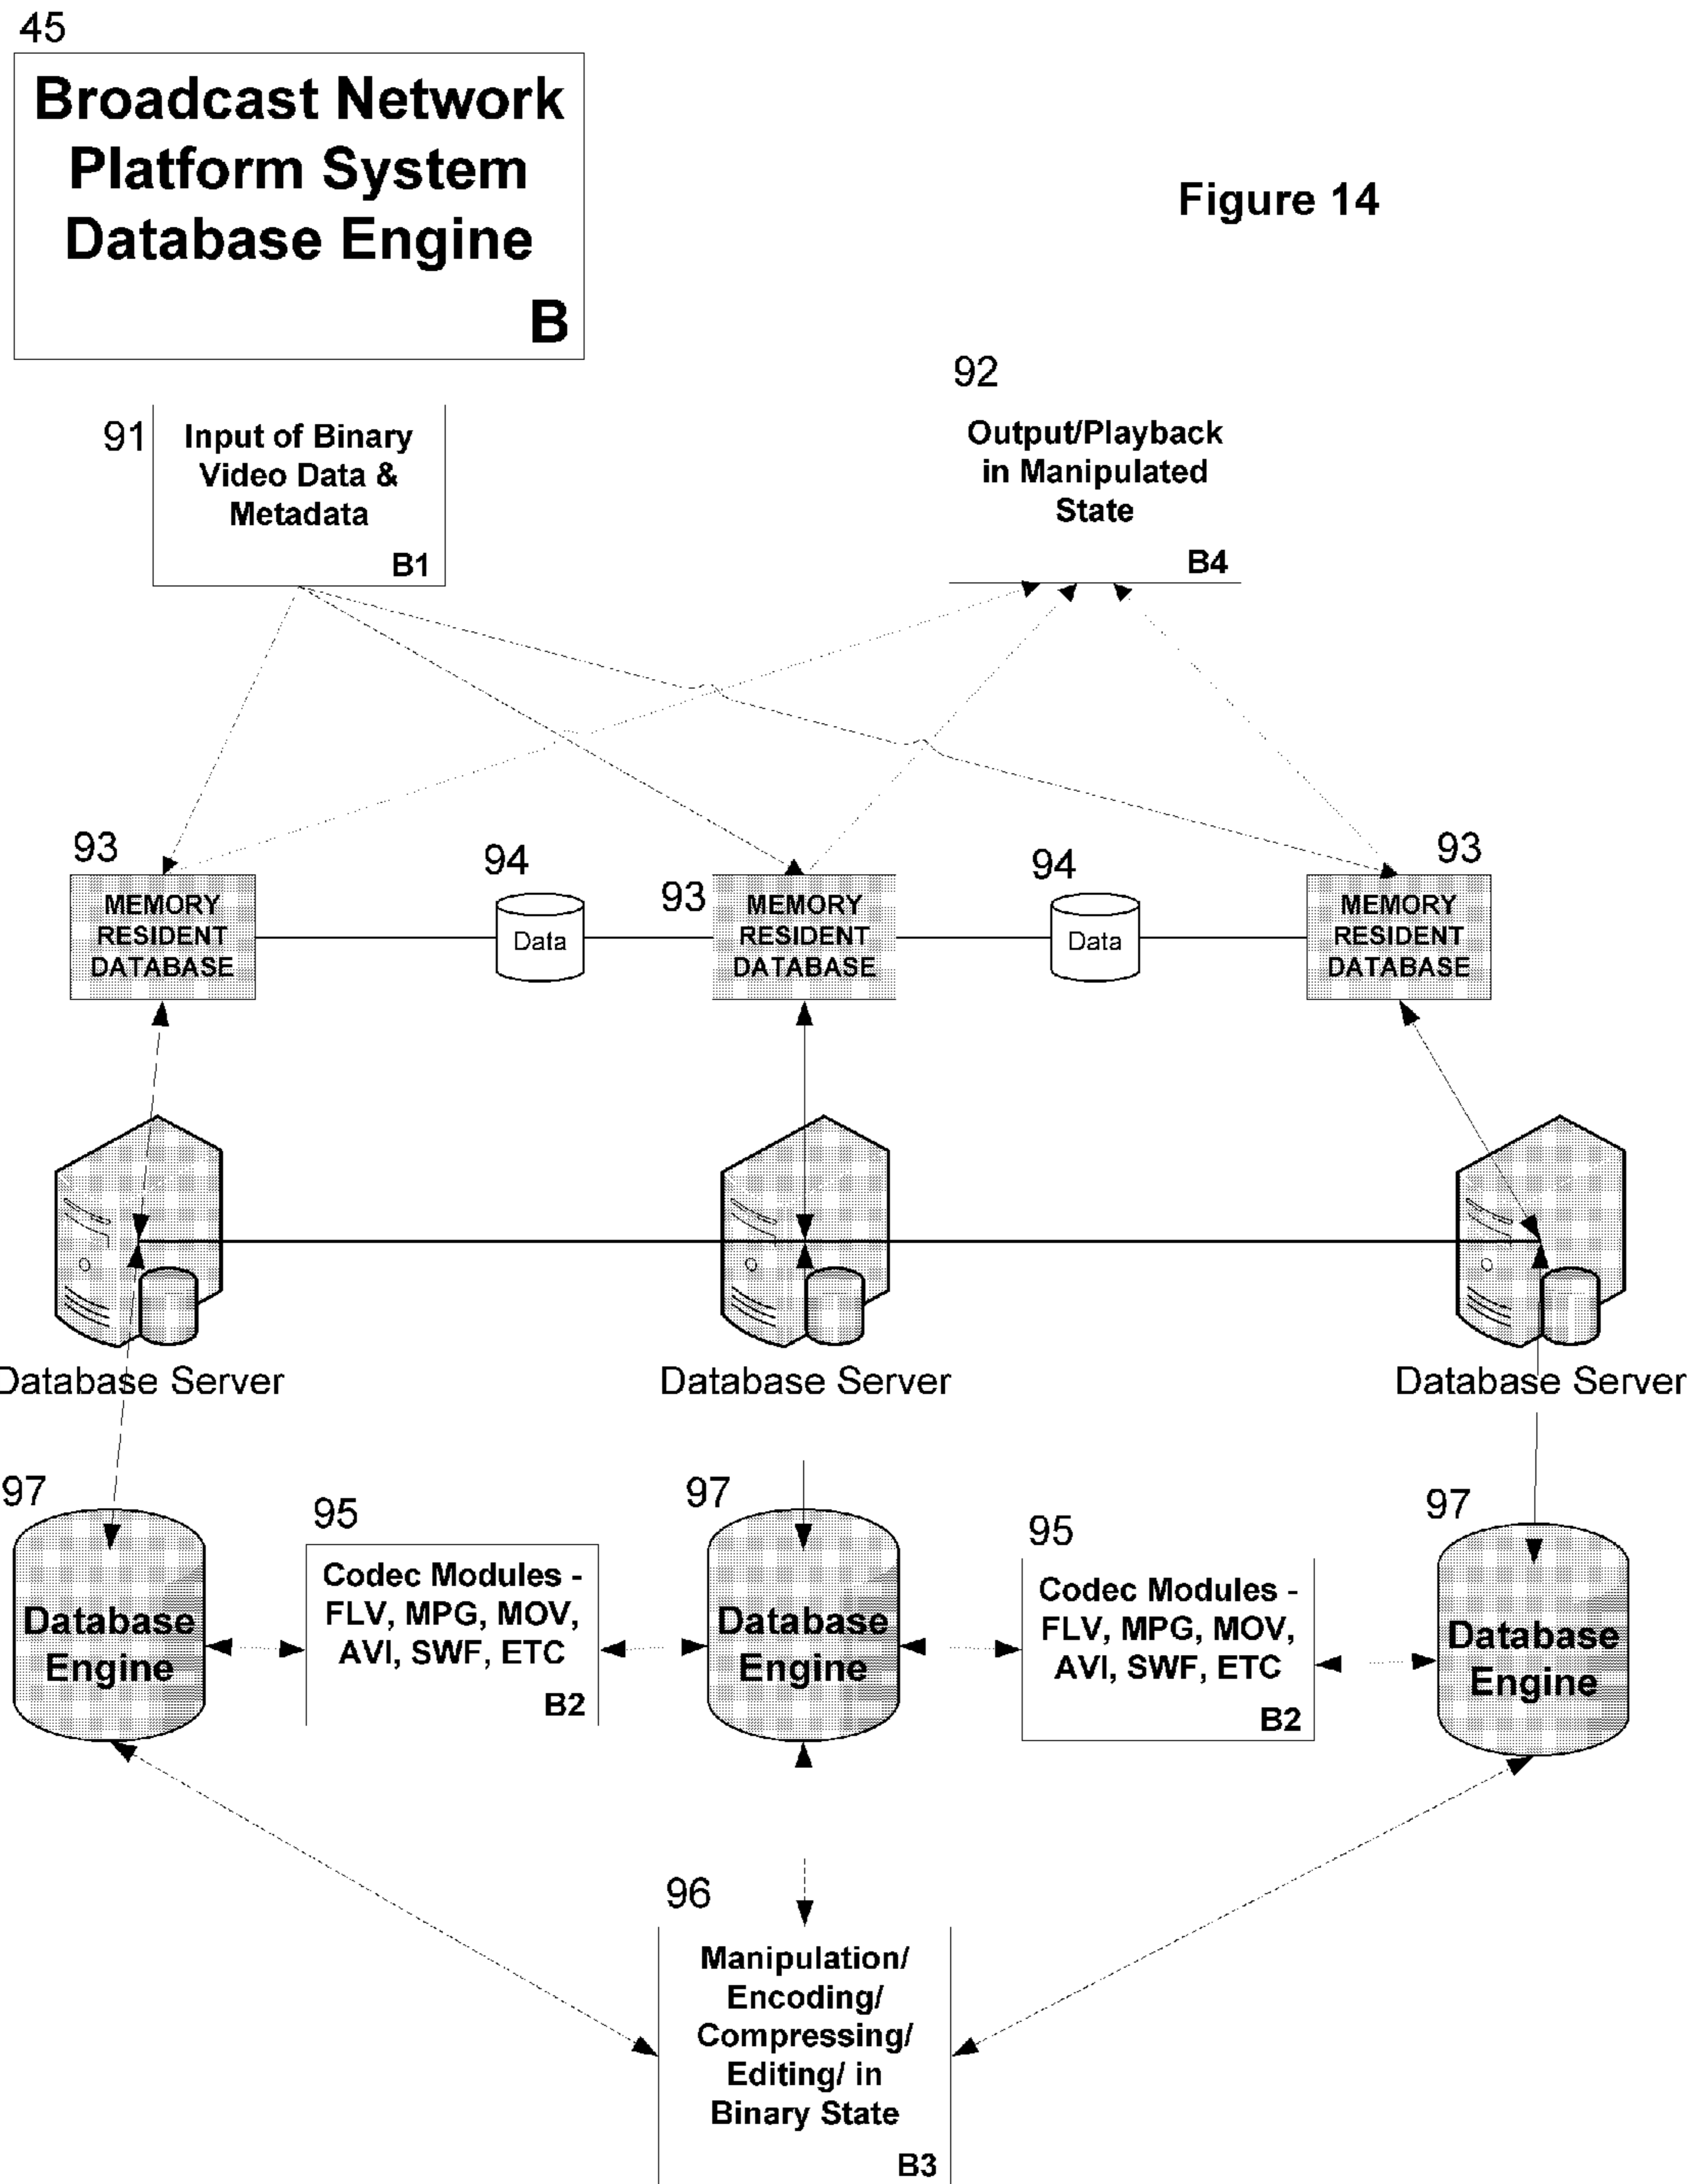 45
Broadcast Network
Platform System
Database Engine
B
Figure 14
91
Input of Binary
Video Data &
Metadata
B1
92
Output/Playback
in Manipulated
State
B4
93
MEMORY
RESIDENT
DATABASE
94
Data
93
MEMORY
RESIDENT
DATABASE
94
Data
93
MEMORY
RESIDENT
DATABASE
Database Server
Database Server
Database Server
97
Database
Engine
95
Codec Modules -
FLV, MPG, MOV,
AVI, SWF, ETC
B2
97
Database
Engine
95
Codec Modules -
FLV, MPG, MOV,
AVI, SWF, ETC
B2
97
Database
Engine
96
Manipulation/
Encoding/
Compressing/
Editing/ in
Binary State
B3